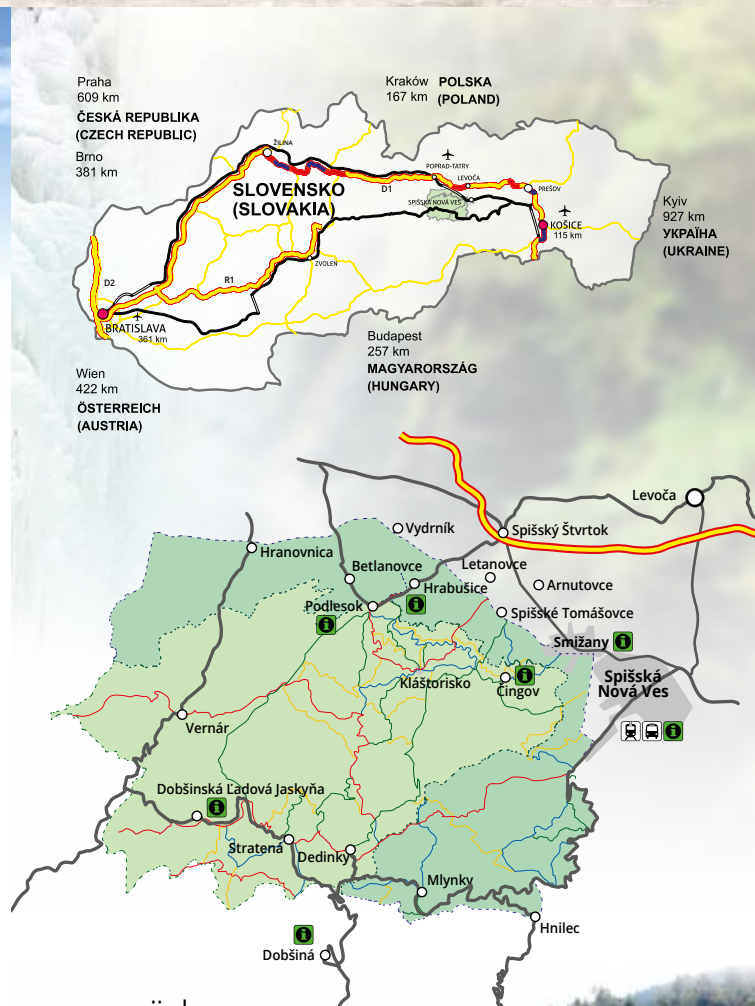 Praha
609 km
ČESKÁ REPUBLIKA
(CZECH REPUBLIC)
Brno
381 km
Kraków POLSKA
167 km (POLAND)
ŽILINA
POPRAD-TATRY
LEVOČA
D1
PREŠOV
SLOVENSKO
(SLOVAKIA)
SPIŠSKÁ NOVÁ VES
KOŠICE
115 km
Kyiv
927 km
УКРАЇНА
(UKRAINE)
ZVOLEN
D2
R1
BRATISLAVA
361 km
Budapest
257 km
MAGYARORSZÁG
(HUNGARY)
Wien
422 km
ÖSTERREICH
(AUSTRIA)
Levoča
Vydrník
Spišský Štvrtok
Hranovnica
Betlanovce
Letanovce
Hrabušice
Arnutovce
Podlesok
Spišské Tomášovce
Smižany
Kláštorisko
Čingov
Spišská
Nová Ves
Vernár
Dobšinská Ľadová Jaskyňa
Stratená
Dedinky
Mlynky
Hnilec
Dobšiná